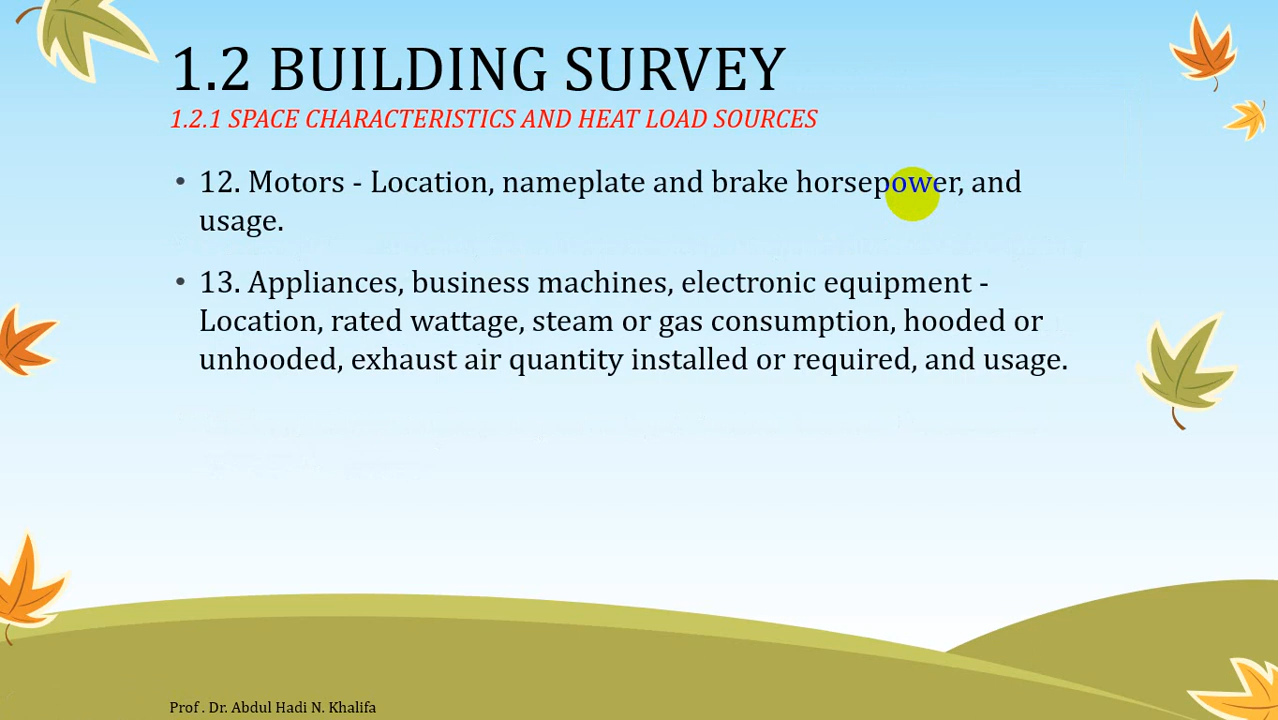 1.2 BUILDING SURVEY
1.2.1 SPACE CHARACTERISTICS AND HEAT LOAD SOURCES
• 12. Motors - Location, nameplate and brake horsepower, and
usage.
• 13. Appliances, business machines, electronic equipment -
Location, rated wattage, steam or gas consumption, hooded or
unhooded, exhaust air quantity installed or required, and usage.
Prof . Dr. Abdul Hadi N. Khalifa